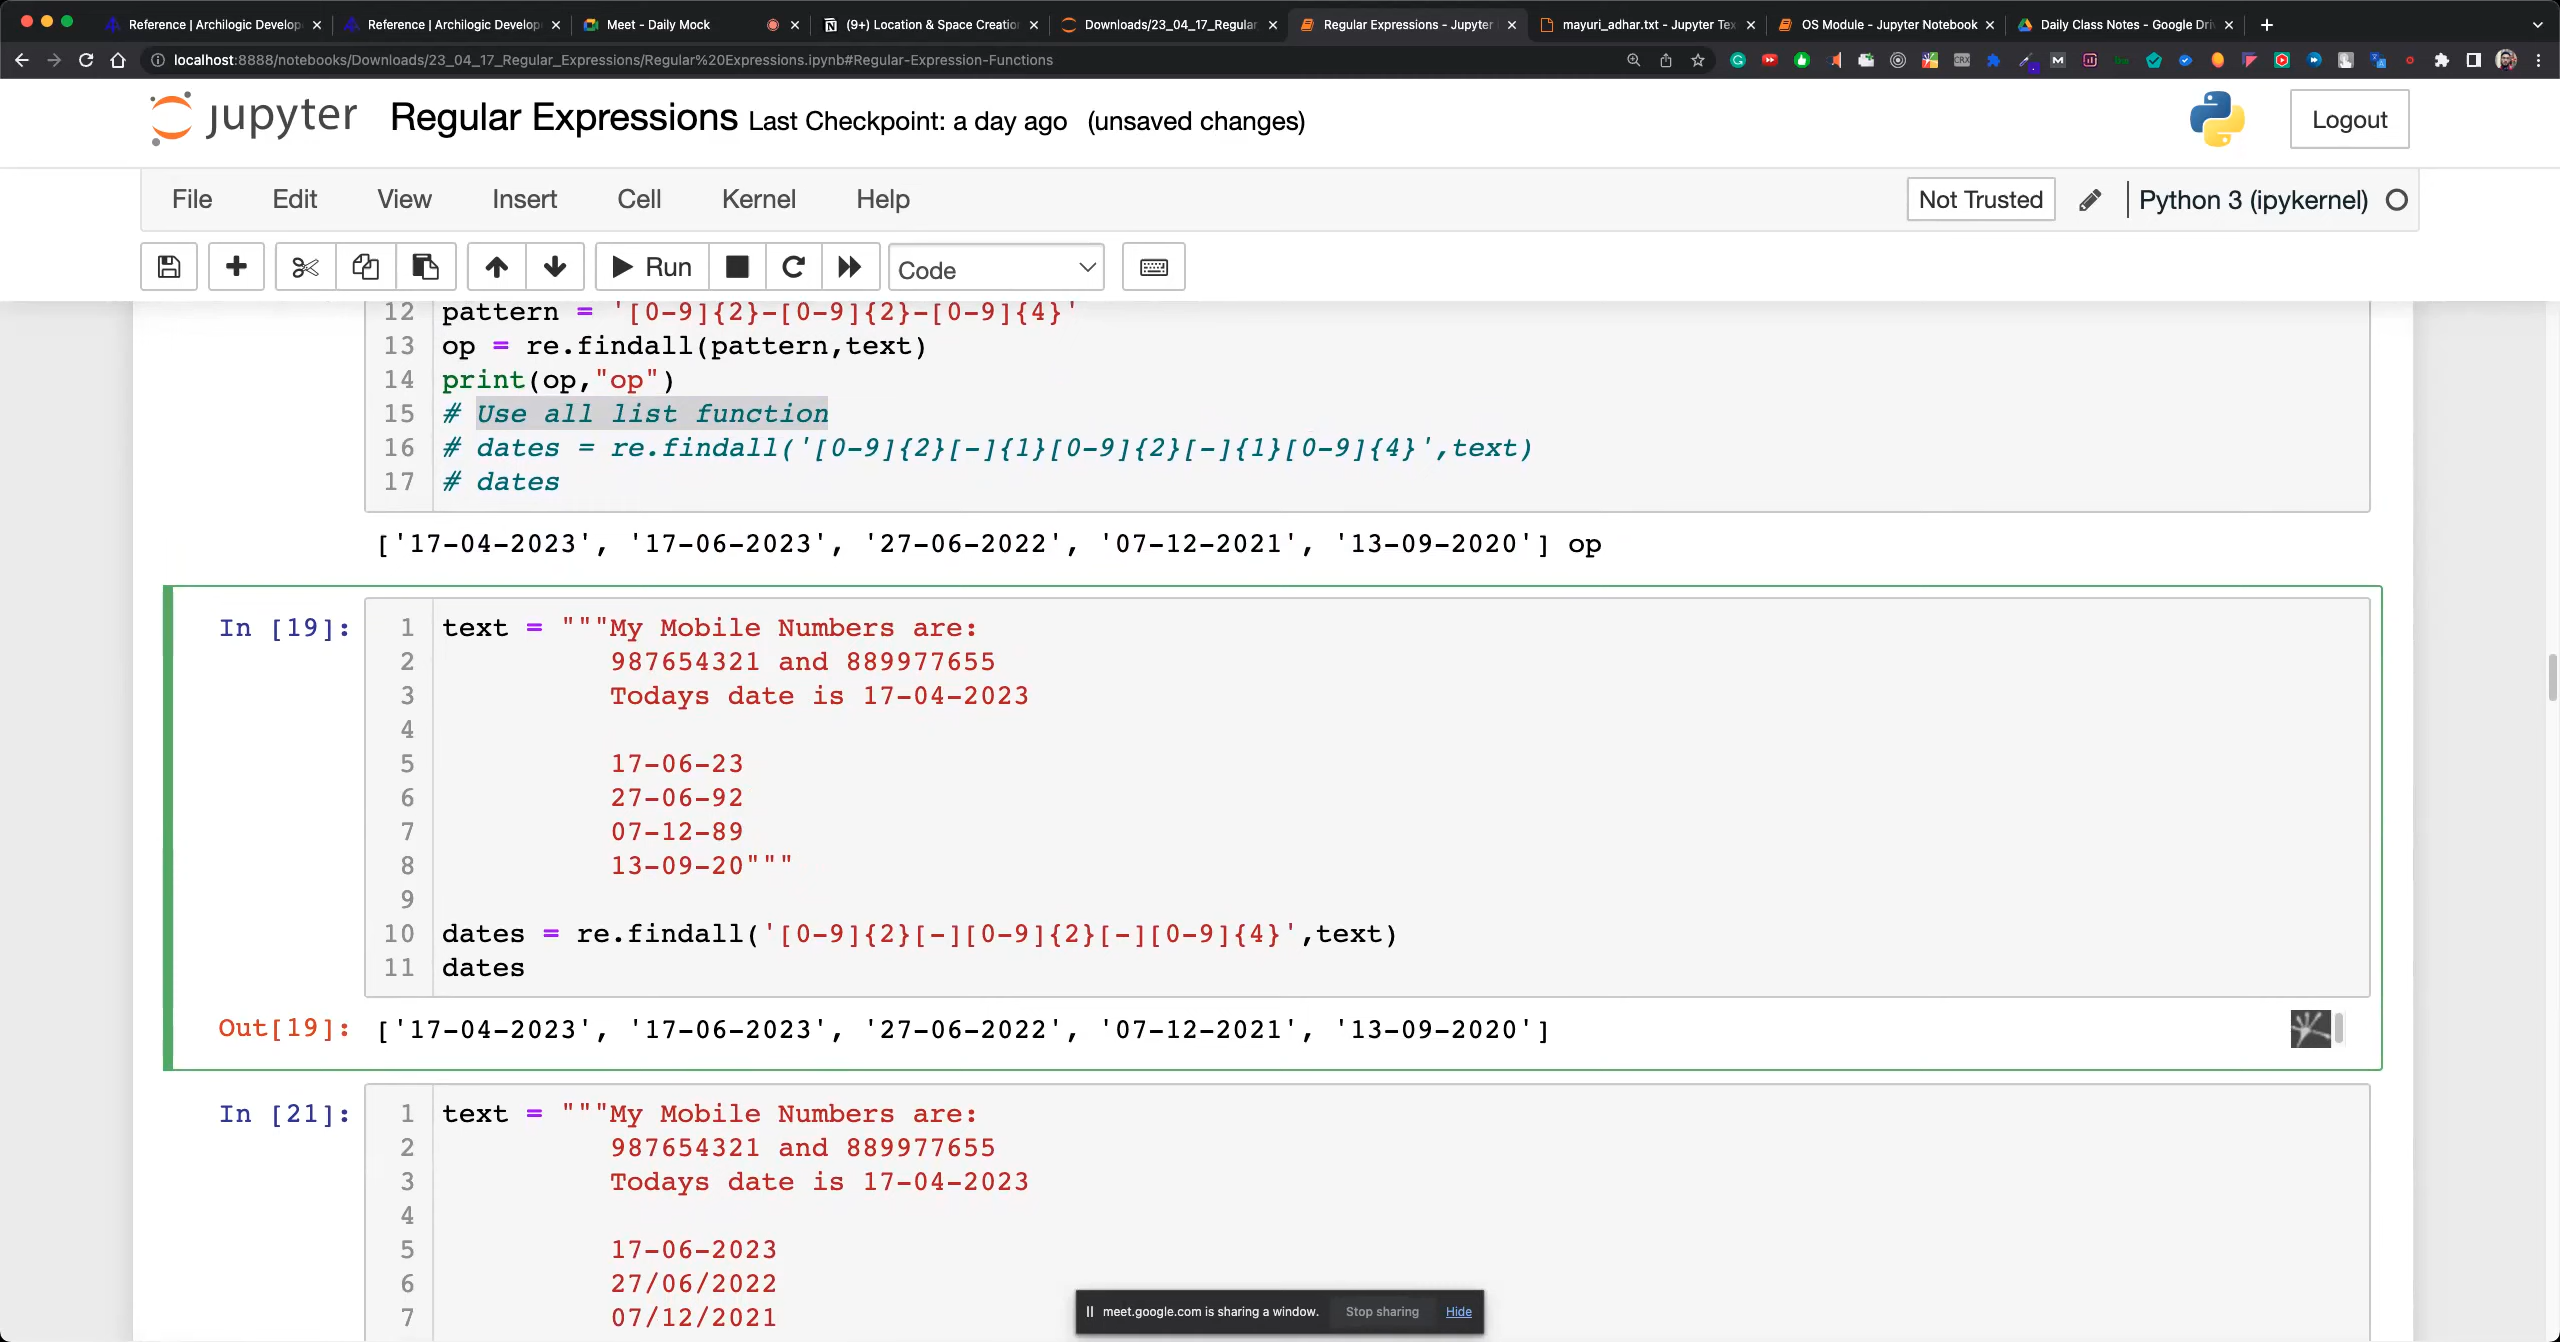 Reference | Archilogic Develop
Reference | Archilogic Develop
Meet - Daily Mock
(9+) Location & Space Creation
Downloads/23_04_17_Regular
Regular Expressions - Jupyter
mayuri_adhar.txt - Jupyter Tex
OS Module - Jupyter Notebook
Daily Class Notes - Google Driv
localhost:8888/notebooks/Downloads/23_04_17_Regular_Expressions/Regular%20Expressions.ipynb#Regular-Expression-Functions
jupyter Regular Expressions Last Checkpoint: a day ago (unsaved changes)
Logout
File Edit View Insert Cell Kernel Help
Not Trusted
Python 3 (ipykernel)
Run
Code
12 pattern = '[0-9]{2}-[0-9]{2}-[0-9]{4}'
13 op = re.findall(pattern,text)
14 print(op,"op")
15 # Use all list function
16 # dates = re.findall('[0-9]{2}[-]{1}[0-9]{2}[-]{1}[0-9]{4}',text)
17 # dates
['17-04-2023', '17-06-2023', '27-06-2022', '07-12-2021', '13-09-2020'] op
In [19]:
1 text = """My Mobile Numbers are:
2 987654321 and 889977655
3 Todays date is 17-04-2023
4
5 17-06-23
6 27-06-92
7 07-12-89
8 13-09-20"""
9
10 dates = re.findall('[0-9]{2}[-][0-9]{2}[-][0-9]{4}',text)
11 dates
Out[19]: ['17-04-2023', '17-06-2023', '27-06-2022', '07-12-2021', '13-09-2020']
In [21]:
1 text = """My Mobile Numbers are:
2 987654321 and 889977655
3 Todays date is 17-04-2023
4
5 17-06-2023
6 27/06/2022
7 07/12/2021
meet.google.com is sharing a window. Stop sharing Hide